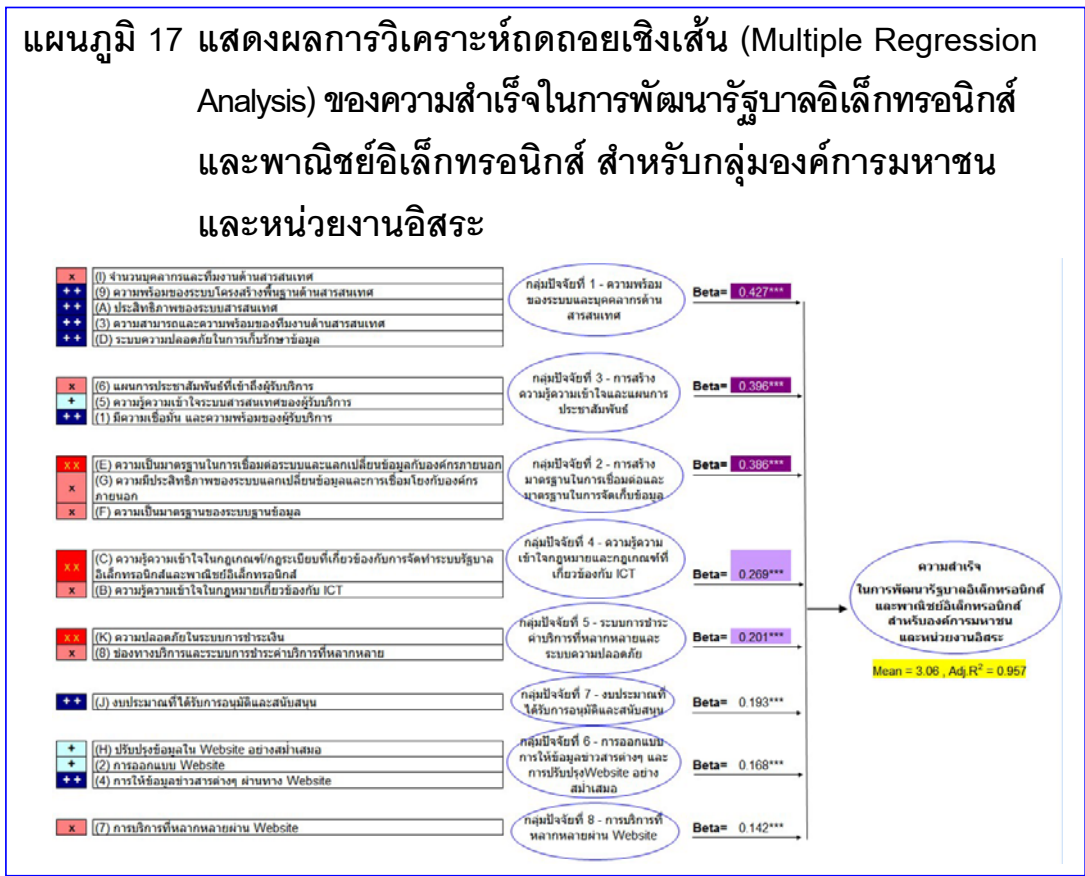 แผนภูมิ 17 แสดงผลการวิเคราะห์ถดถอยเชิงเส้น (Multiple Regression
Analysis) ของความสำเร็จในการพัฒนารัฐบาลอิเล็กทรอนิกส์
และพาณิชย์อิเล็กทรอนิกส์ สำหรับกลุ่มองค์การมหาชน
และหน่วยงานอิสระ
x (I) จำนวนบุคลากรและทีมงานด้านสารสนเทศ
++ (9) ความพร้อมของระบบโครงสร้างพื้นฐานด้านสารสนเทศ
++ (A) ประสิทธิภาพของระบบสารสนเทศ
++ (3) ความสามารถและความพร้อมของทีมงานด้านสารสนเทศ
++ (D) ระบบความปลอดภัยในการเก็บรักษาข้อมูล
กลุ่มปัจจัยที่ 1 - ความพร้อม
ของระบบและบุคคลากรด้าน
สารสนเทศ
Beta= 0.427***
x (6) แผนการประชาสัมพันธ์ที่เข้าถึงผู้รับบริการ
+ (5) ความรู้ความเข้าใจระบบสารสนเทศของผู้รับบริการ
++ (1) มีความเชื่อมั่น และความพร้อมของผู้รับบริการ
กลุ่มปัจจัยที่ 3 - การสร้าง
ความรู้ความเข้าใจและแผนการ
ประชาสัมพันธ์
Beta= 0.396***
xx (E) ความเป็นมาตรฐานในการเชื่อมต่อระบบและแลกเปลี่ยนข้อมูลกับองค์กรภายนอก
x (G) ความมีประสิทธิภาพของระบบแลกเปลี่ยนข้อมูลและการเชื่อมโยงกับองค์กร
ภายนอก
x (F) ความเป็นมาตรฐานของระบบฐานข้อมูล
กลุ่มปัจจัยที่ 2 - การสร้าง
มาตรฐานในการเชื่อมต่อและ
มาตรฐานในการจัดเก็บข้อมูล
Beta= 0.386***
xx (C) ความรู้ความเข้าใจในกฎเกณฑ์/กฎระเบียบที่เกี่ยวข้องกับการจัดทำระบบรัฐบาล
อิเล็กทรอนิกส์และพาณิชย์อิเล็กทรอนิกส์
x (B) ความรู้ความเข้าใจในกฎหมายเกี่ยวข้องกับ ICT
กลุ่มปัจจัยที่ 4 - ความรู้ความ
เข้าใจกฎหมายและกฎเกณฑ์ที่
เกี่ยวข้องกับ ICT
Beta= 0.269***
xx (K) ความปลอดภัยในระบบการชำระเงิน
x (8) ช่องทางบริการและระบบการชำระค่าบริการที่หลากหลาย
กลุ่มปัจจัยที่ 5 - ระบบการชำระ
ค่าบริการที่หลากหลายและ
ระบบความปลอดภัย
Beta= 0.201***
++ (J) งบประมาณที่ได้รับการอนุมัติและสนับสนุน
กลุ่มปัจจัยที่ 7 - งบประมาณที่
ได้รับการอนุมัติและสนับสนุน
Beta= 0.193***
+ (H) ปรับปรุงข้อมูลใน Website อย่างสม่ำเสมอ
+ (2) การออกแบบ Website
++ (4) การให้ข้อมูลข่าวสารต่างๆ ผ่านทาง Website
กลุ่มปัจจัยที่ 6 - การออกแบบ
การให้ข้อมูลข่าวสารต่างๆ และ
การปรับปรุงWebsite อย่าง
สม่ำเสมอ
Beta= 0.168***
x (7) การบริการที่หลากหลายผ่าน Website
กลุ่มปัจจัยที่ 8 - การบริการที่
หลากหลายผ่าน Website
Beta= 0.142***
ความสำเร็จ
ในการพัฒนารัฐบาลอิเล็กทรอนิกส์
และพาณิชย์อิเล็กทรอนิกส์
สำหรับองค์การมหาชน
และหน่วยงานอิสระ
Mean = 3.06 , Adj.R² = 0.957